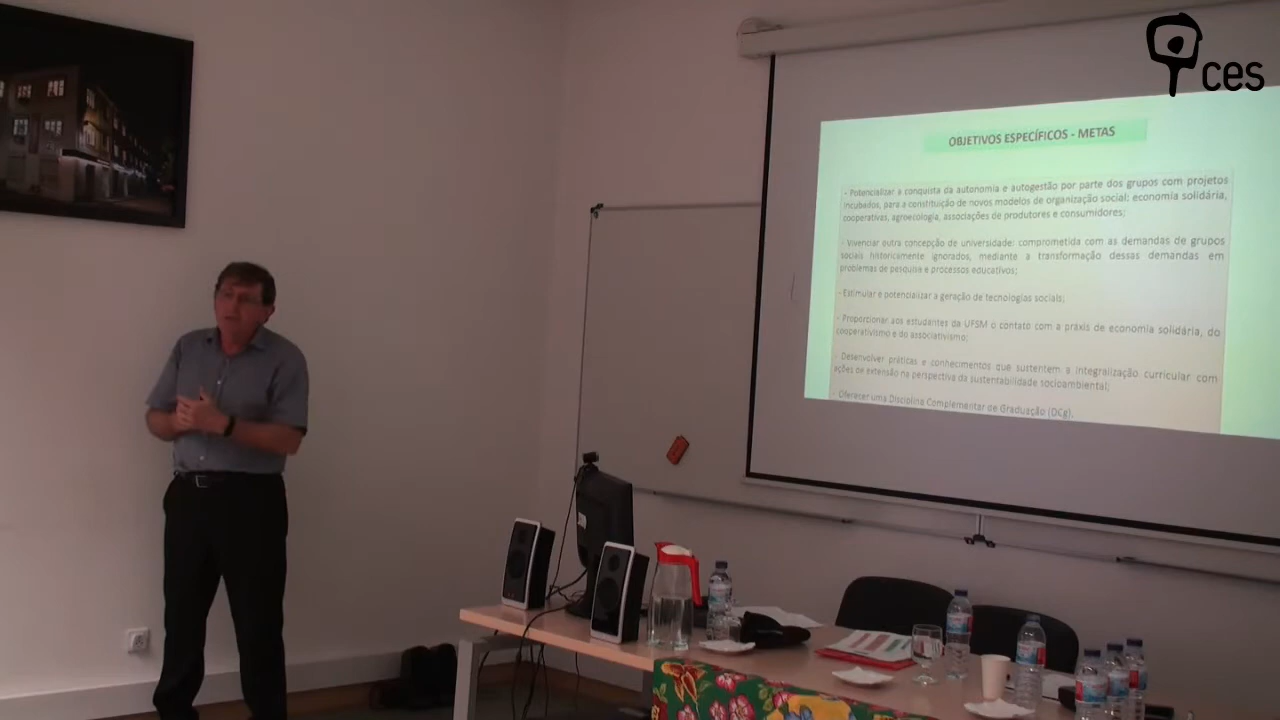 ces
OBJETIVOS ESPECÍFICOS - METAS
- Potencializar a conquista da autonomia e autogestão por parte dos grupos com projetos
incubados, para a constituição de novos modelos de organização social: economia solidária,
cooperativas, agroecologia, associações de produtores e consumidores;
- Vivenciar outra concepção de universidade: comprometida com as demandas de grupos
sociais historicamente ignorados, mediante a transformação dessas demandas em
problemas de pesquisa e processos educativos;
- Estimular e potencializar a geração de tecnologias sociais;
- Proporcionar aos estudantes da UFSM o contato com a práxis de economia solidária, do
cooperativismo e do associativismo;
- Desenvolver práticas e conhecimentos que sustentem a integralização curricular com
ações de extensão na perspectiva da sustentabilidade socioambiental;
- Oferecer uma Disciplina Complementar de Graduação (DCg).